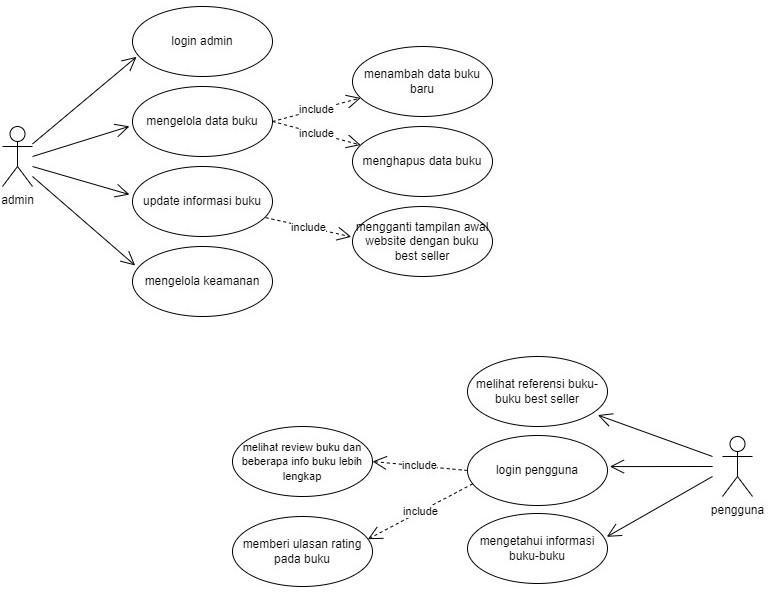 login admin
menambah data buku
baru
include
mengelola data buku
include
menghapus data buku
admin
update informasi buku
include
mengganti tampilan awal
website dengan buku
best seller
mengelola keamanan
melihat referensi buku-
buku best seller
melihat review buku dan
beberapa info buku lebih
lengkap
include
login pengguna
include
pengguna
memberi ulasan rating
pada buku
mengetahui informasi
buku-buku